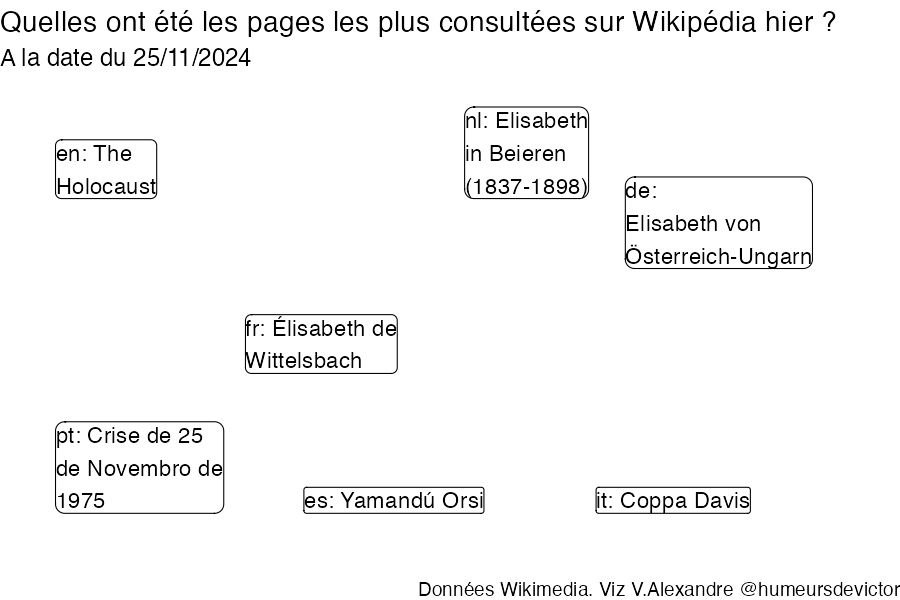 Quelles ont été les pages les plus consultées sur Wikipédia hier ?
A la date du 25/11/2024
en: The
Holocaust
nl: Elisabeth
in Beieren
(1837-1898)
de:
Elisabeth von
Österreich-Ungarn
fr: Élisabeth de
Wittelsbach
pt: Crise de 25
de Novembro de
1975
es: Yamandú Orsi
it: Coppa Davis
Données Wikimedia. Viz V.Alexandre @humeursdevictor